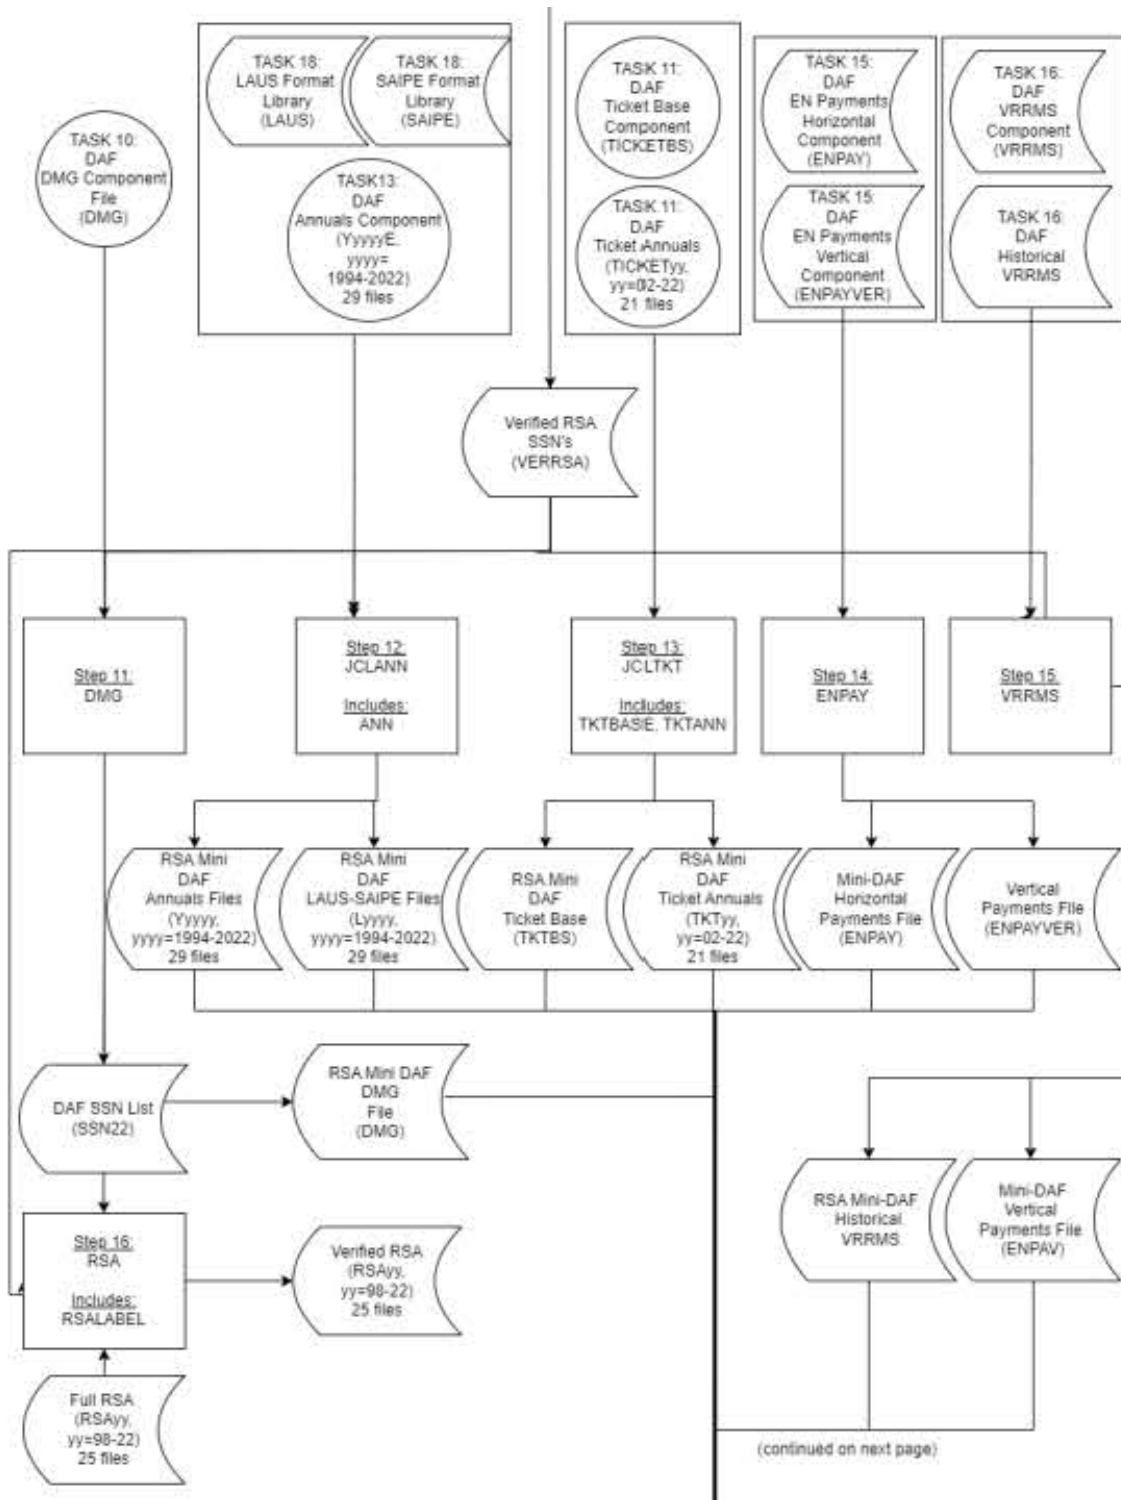 TASK 10:
DAF
DMG Component
File
(DMG)
TASK 18:
LAUS Format
Library
(LAUS)
TASK 18:
SAIPE Format
Library
(SAIPE)
TASK13:
DAF
Annuals Component
(YyyyyE,
yyyy=
1994-2022)
29 files
TASK 11:
DAF
Ticket Base
Component
(TICKETBS)
TASK 11:
DAF
Ticket Annuals
(TICKETyy,
yy=02-22)
21 files
TASK 15:
DAF
EN Payments
Horizontal
Component
(ENPAY)
TASK 15:
DAF
EN Payments
Vertical
Component
(ENPAYVER)
TASK 16:
DAF
VRRMS
Component
(VRRMS)
TASK 16:
DAF
Historical
VRRMS
Verified RSA
SSN's
(VERRSA)
Step 11:
DMG
Step 12:
JCLANN
Includes:
ANN
Step 13:
JCLTKT
Includes:
TKTBASIE, TKTANN
Step 14:
ENPAY
Step 15:
VRRMS
RSA Mini
DAF
Annuals Files
(Yyyyy,
yyyy=1994-2022)
29 files
RSA Mini
DAF
LAUS-SAIPE Files
(Lyyyy,
yyyy=1994-2022)
29 files
RSA Mini
DAF
Ticket Base
(TKTBS)
RSA Mini
DAF
Ticket Annuals
(TKTyy,
yy=02-22)
21 files
Mini-DAF
Horizontal
Payments File
(ENPAY)
Vertical
Payments File
(ENPAYVER)
DAF SSN List
(SSN22)
RSA Mini DAF
DMG
File
(DMG)
RSA Mini-DAF
Historical
VRRMS
Mini-DAF
Vertical
Payments File
(ENPAV)
Step 16:
RSA
Includes:
RSALABEL
Verified RSA
(RSAyy,
yy=98-22)
25 files
Full RSA
(RSAyy,
yy=98-22)
25 files
(continued on next page)